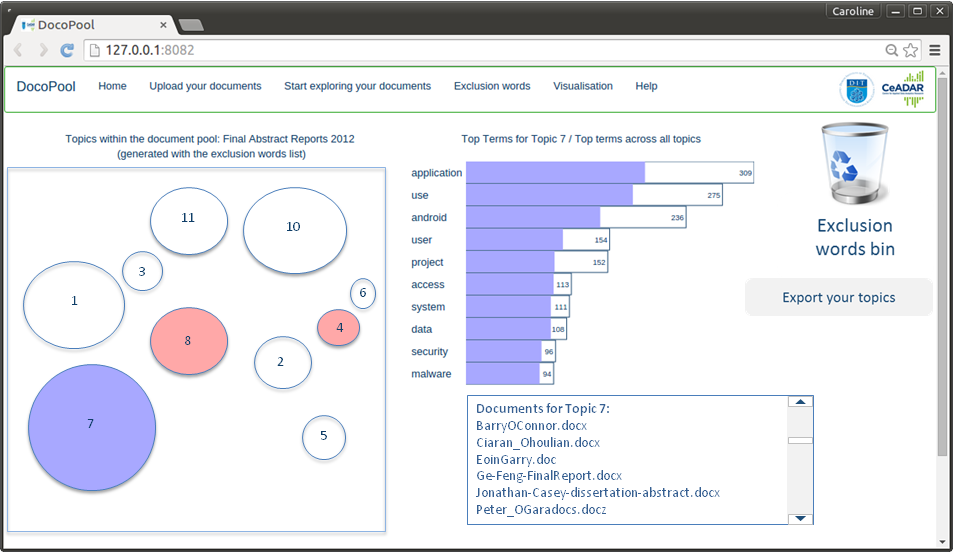 Caroline
DocoPool
127.0.0.1:8082
DocoPool Home Upload your documents Start exploring your documents Exclusion words Visualisation Help
DIT
CeADAR
Topics within the document pool: Final Abstract Reports 2012
(generated with the exclusion words list)
11
10
3
1
6
8
4
2
7
5
Top Terms for Topic 7 / Top terms across all topics
application 309
use 275
android 236
user 154
project 152
access 113
system 111
data 108
security 96
malware 94
Documents for Topic 7:
BarryOConnor.docx
Ciaran_Ohoulian.docx
EoinGarry.doc
Ge-Feng-FinalReport.docx
Jonathan-Casey-dissertation-abstract.docx
Peter_OGaradocs.docz
Exclusion
words bin
Export your topics